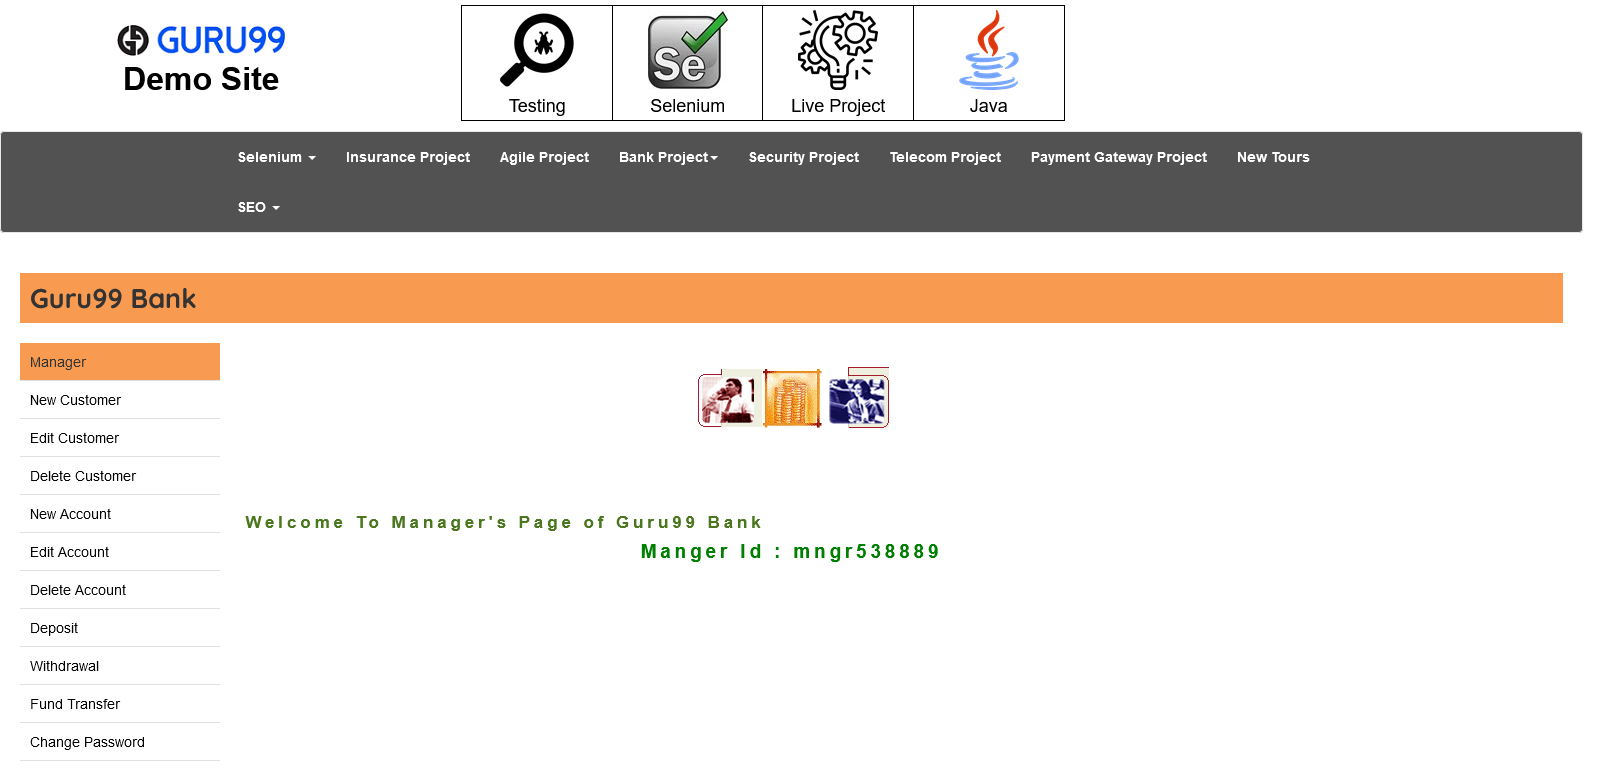 GURU99
Demo Site
Testing
Se
Selenium
Live Project
Java
Selenium
Insurance Project
Agile Project
Bank Project
Security Project
Telecom Project
Payment Gateway Project
New Tours
SEO
Guru99 Bank
Manager
New Customer
Edit Customer
Delete Customer
New Account
Edit Account
Delete Account
Deposit
Withdrawal
Fund Transfer
Change Password
Welcome To Manager's Page of Guru99 Bank
Manger Id : mngr538889